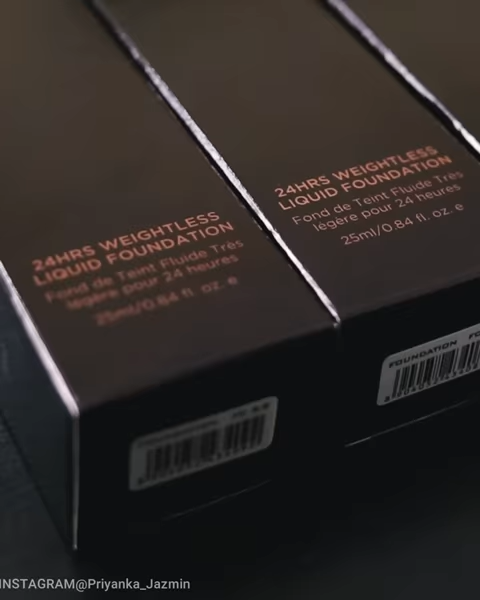 24HRS WEIGHTLESS
LIQUID FOUNDATION
Fond de Teint Fluide Très
légère pour 24 heures
25ml/0.84 fl. oz. e
24HRS WEIGHTLESS
LIQUID FOUNDATION
Fond de Teint Fluide Très
légère pour 24 heures
25ml/0.84 fl. oz. e
FOUNDATION
INSTAGRAM@Priyanka_Jazmin